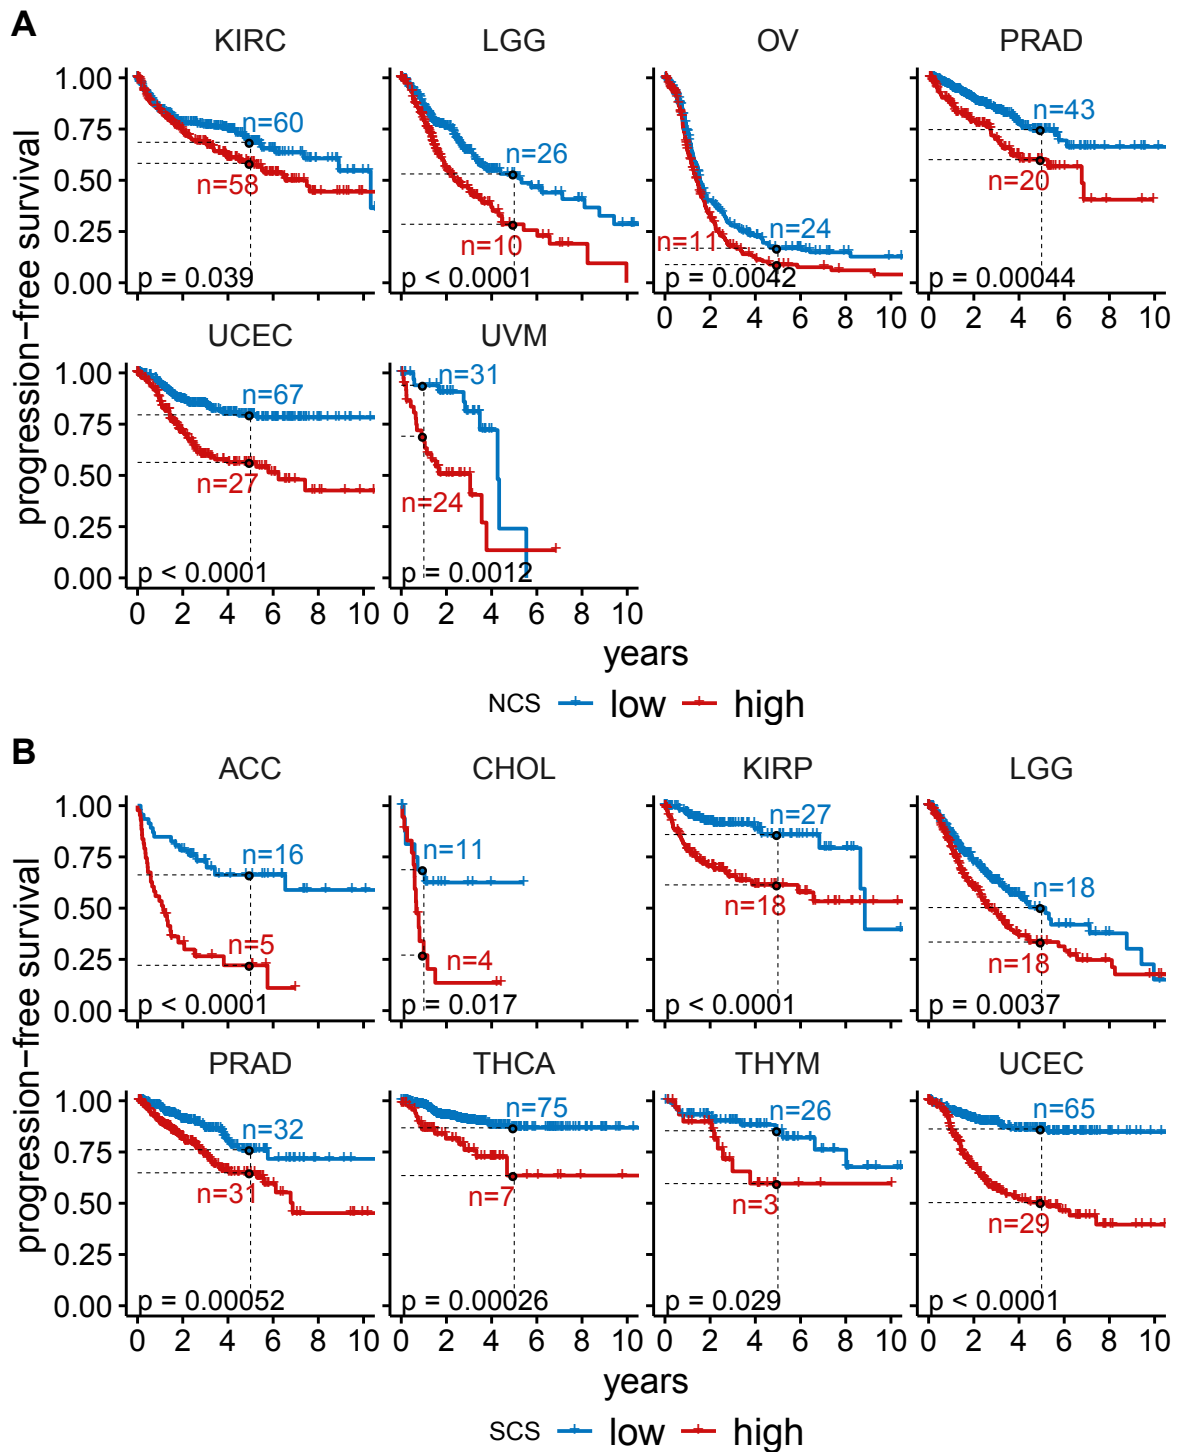 A
KIRC LGG OV PRAD
progression−free survival
1.00
0.75
0.50
0.25
0.00
n=60
n=58
p = 0.039
n=26
n=10
p < 0.0001
n=24
n=11
p = 0.0042
n=43
n=20
p = 0.00044
0 2 4 6 8 10
0 2 4 6 8 10
UCEC UVM
1.00
0.75
0.50
0.25
0.00
n=67
n=27
p < 0.0001
n=31
n=24
p = 0.0012
0 2 4 6 8 10
0 2 4 6 8 10
years
NCS low high
B
ACC CHOL KIRP LGG
progression−free survival
1.00
0.75
0.50
0.25
0.00
n=16
n=5
p < 0.0001
n=11
n=4
p = 0.017
n=27
n=18
p < 0.0001
n=18
n=18
p = 0.0037
PRAD THCA THYM UCEC
1.00
0.75
0.50
0.25
0.00
n=32
n=31
p = 0.00052
n=75
n=7
p = 0.00026
n=26
n=3
p = 0.029
n=65
n=29
p < 0.0001
0 2 4 6 8 10
0 2 4 6 8 10
0 2 4 6 8 10
0 2 4 6 8 10
years
SCS low high